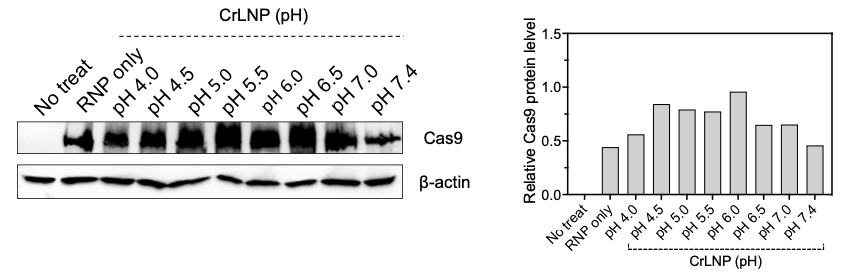 CrLNP (pH)
No treat
RNP only
pH 4.0
pH 4.5
pH 5.0
pH 5.5
pH 6.0
pH 6.5
pH 7.0
pH 7.4
Cas9
β-actin
Relative Cas9 protein lelvel
1.5
1.0
0.5
0.0
No treat
RNP only
pH 4.0
pH 4.5
pH 5.0
pH 5.5
pH 6.0
pH 6.5
pH 7.0
pH 7.4
CrLNP (pH)